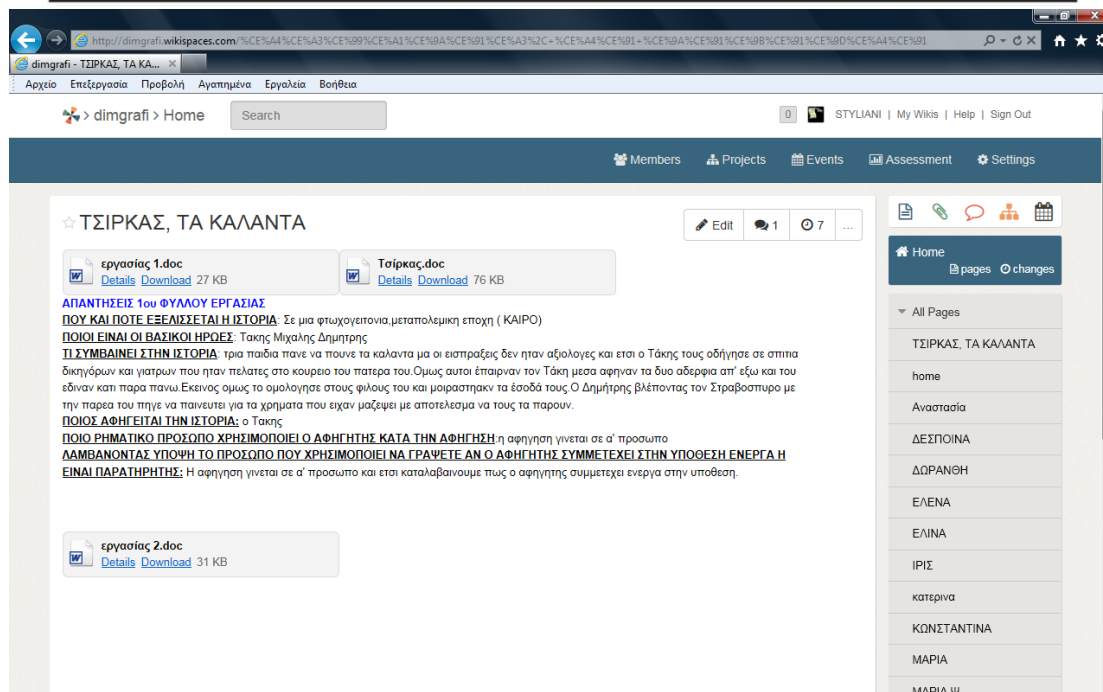 http://dimgrafi.wikispaces.com/%CE%A4%CE%A3%CE%99%CE%A1%CE%9A%CE%91%CE%A3%2C+%CE%A4%CE%91+%CE%9A%CE%91%CE%9B%CE%91%CE%9D%CE%A4%CE%91
dimgrafi - ΤΣΙΡΚΑΣ, ΤΑ ΚΑ...
Αρχείο Επεξεργασία Προβολή Αγαπημένα Εργαλεία Βοήθεια
> dimgrafi > Home Search 0 STYLIANI | My Wikis | Help | Sign Out
Members Projects Events Assessment Settings
ΤΣΙΡΚΑΣ, ΤΑ ΚΑΛΑΝΤΑ
Edit 1 7 ...
εργασίας 1.doc
Details Download 27 KB
Τσίρκας.doc
Details Download 76 KB
ΑΠΑΝΤΗΣΕΙΣ 1ου ΦΥΛΛΟΥ ΕΡΓΑΣΙΑΣ
ΠΟΥ ΚΑΙ ΠΟΤΕ ΕΞΕΛΙΣΣΕΤΑΙ Η ΙΣΤΟΡΙΑ: Σε μια φτωχογειτονια,μεταπολεμικη εποχη ( ΚΑΙΡΟ)
ΠΟΙΟΙ ΕΙΝΑΙ ΟΙ ΒΑΣΙΚΟΙ ΗΡΩΕΣ: Τακης Μιχαλης Δημητρης
ΤΙ ΣΥΜΒΑΙΝΕΙ ΣΤΗΝ ΙΣΤΟΡΙΑ: τρια παιδια πανε να πουνε τα καλαντα μα οι εισπραξεις δεν ηταν αξιολογες και ετσι ο Τάκης τους οδήγησε σε σπιτια
δικηγόρων και γιατρων που ηταν πελατες στο κουρειο του πατερα του.Ομως αυτοι έπαιρναν τον Τάκη μεσα αφηναν τα δυο αδερφια απ' εξω και του
εδιναν κατι παρα πανω.Εκεινος ομως το ομολογησε στους φιλους του και μοιραστηκαν τα έσοδά τους.Ο Δημήτρης βλέποντας τον Στραβοσπυρο με
την παρεα του πηγε να παινευτει για τα χρηματα που ειχαν μαζεψει με αποτελεσμα να τους τα παρουν.
ΠΟΙΟΣ ΑΦΗΓΕΙΤΑΙ ΤΗΝ ΙΣΤΟΡΙΑ: ο Τακης
ΠΟΙΟ ΡΗΜΑΤΙΚΟ ΠΡΟΣΩΠΟ ΧΡΗΣΙΜΟΠΟΙΕΙ Ο ΑΦΗΓΗΤΗΣ ΚΑΤΑ ΤΗΝ ΑΦΗΓΗΣΗ:η αφηγηση γινεται σε α' προσωπο
ΛΑΜΒΑΝΟΝΤΑΣ ΥΠΟΨΗ ΤΟ ΠΡΟΣΩΠΟ ΠΟΥ ΧΡΗΣΙΜΟΠΟΙΕΙ ΝΑ ΓΡΑΨΕΤΕ ΑΝ Ο ΑΦΗΓΗΤΗΣ ΣΥΜΜΕΤΕΧΕΙ ΣΤΗΝ ΥΠΟΘΕΣΗ ΕΝΕΡΓΑ Η
ΕΙΝΑΙ ΠΑΡΑΤΗΡΗΤΗΣ: Η αφηγηση γινεται σε α' προσωπο και ετσι καταλαβαινουμε πως ο αφηγητης συμμετεχει ενεργα στην υποθεση.
εργασίας 2.doc
Details Download 31 KB
Home
pages changes
All Pages
ΤΣΙΡΚΑΣ, ΤΑ ΚΑΛΑΝΤΑ
home
Αναστασία
ΔΕΣΠΟΙΝΑ
ΔΩΡΑΝΘΗ
ΕΛΕΝΑ
ΕΛΙΝΑ
ΙΡΙΣ
κατερινα
ΚΩΝΣΤΑΝΤΙΝΑ
ΜΑΡΙΑ
ΜΑΡΙΑ Ψ